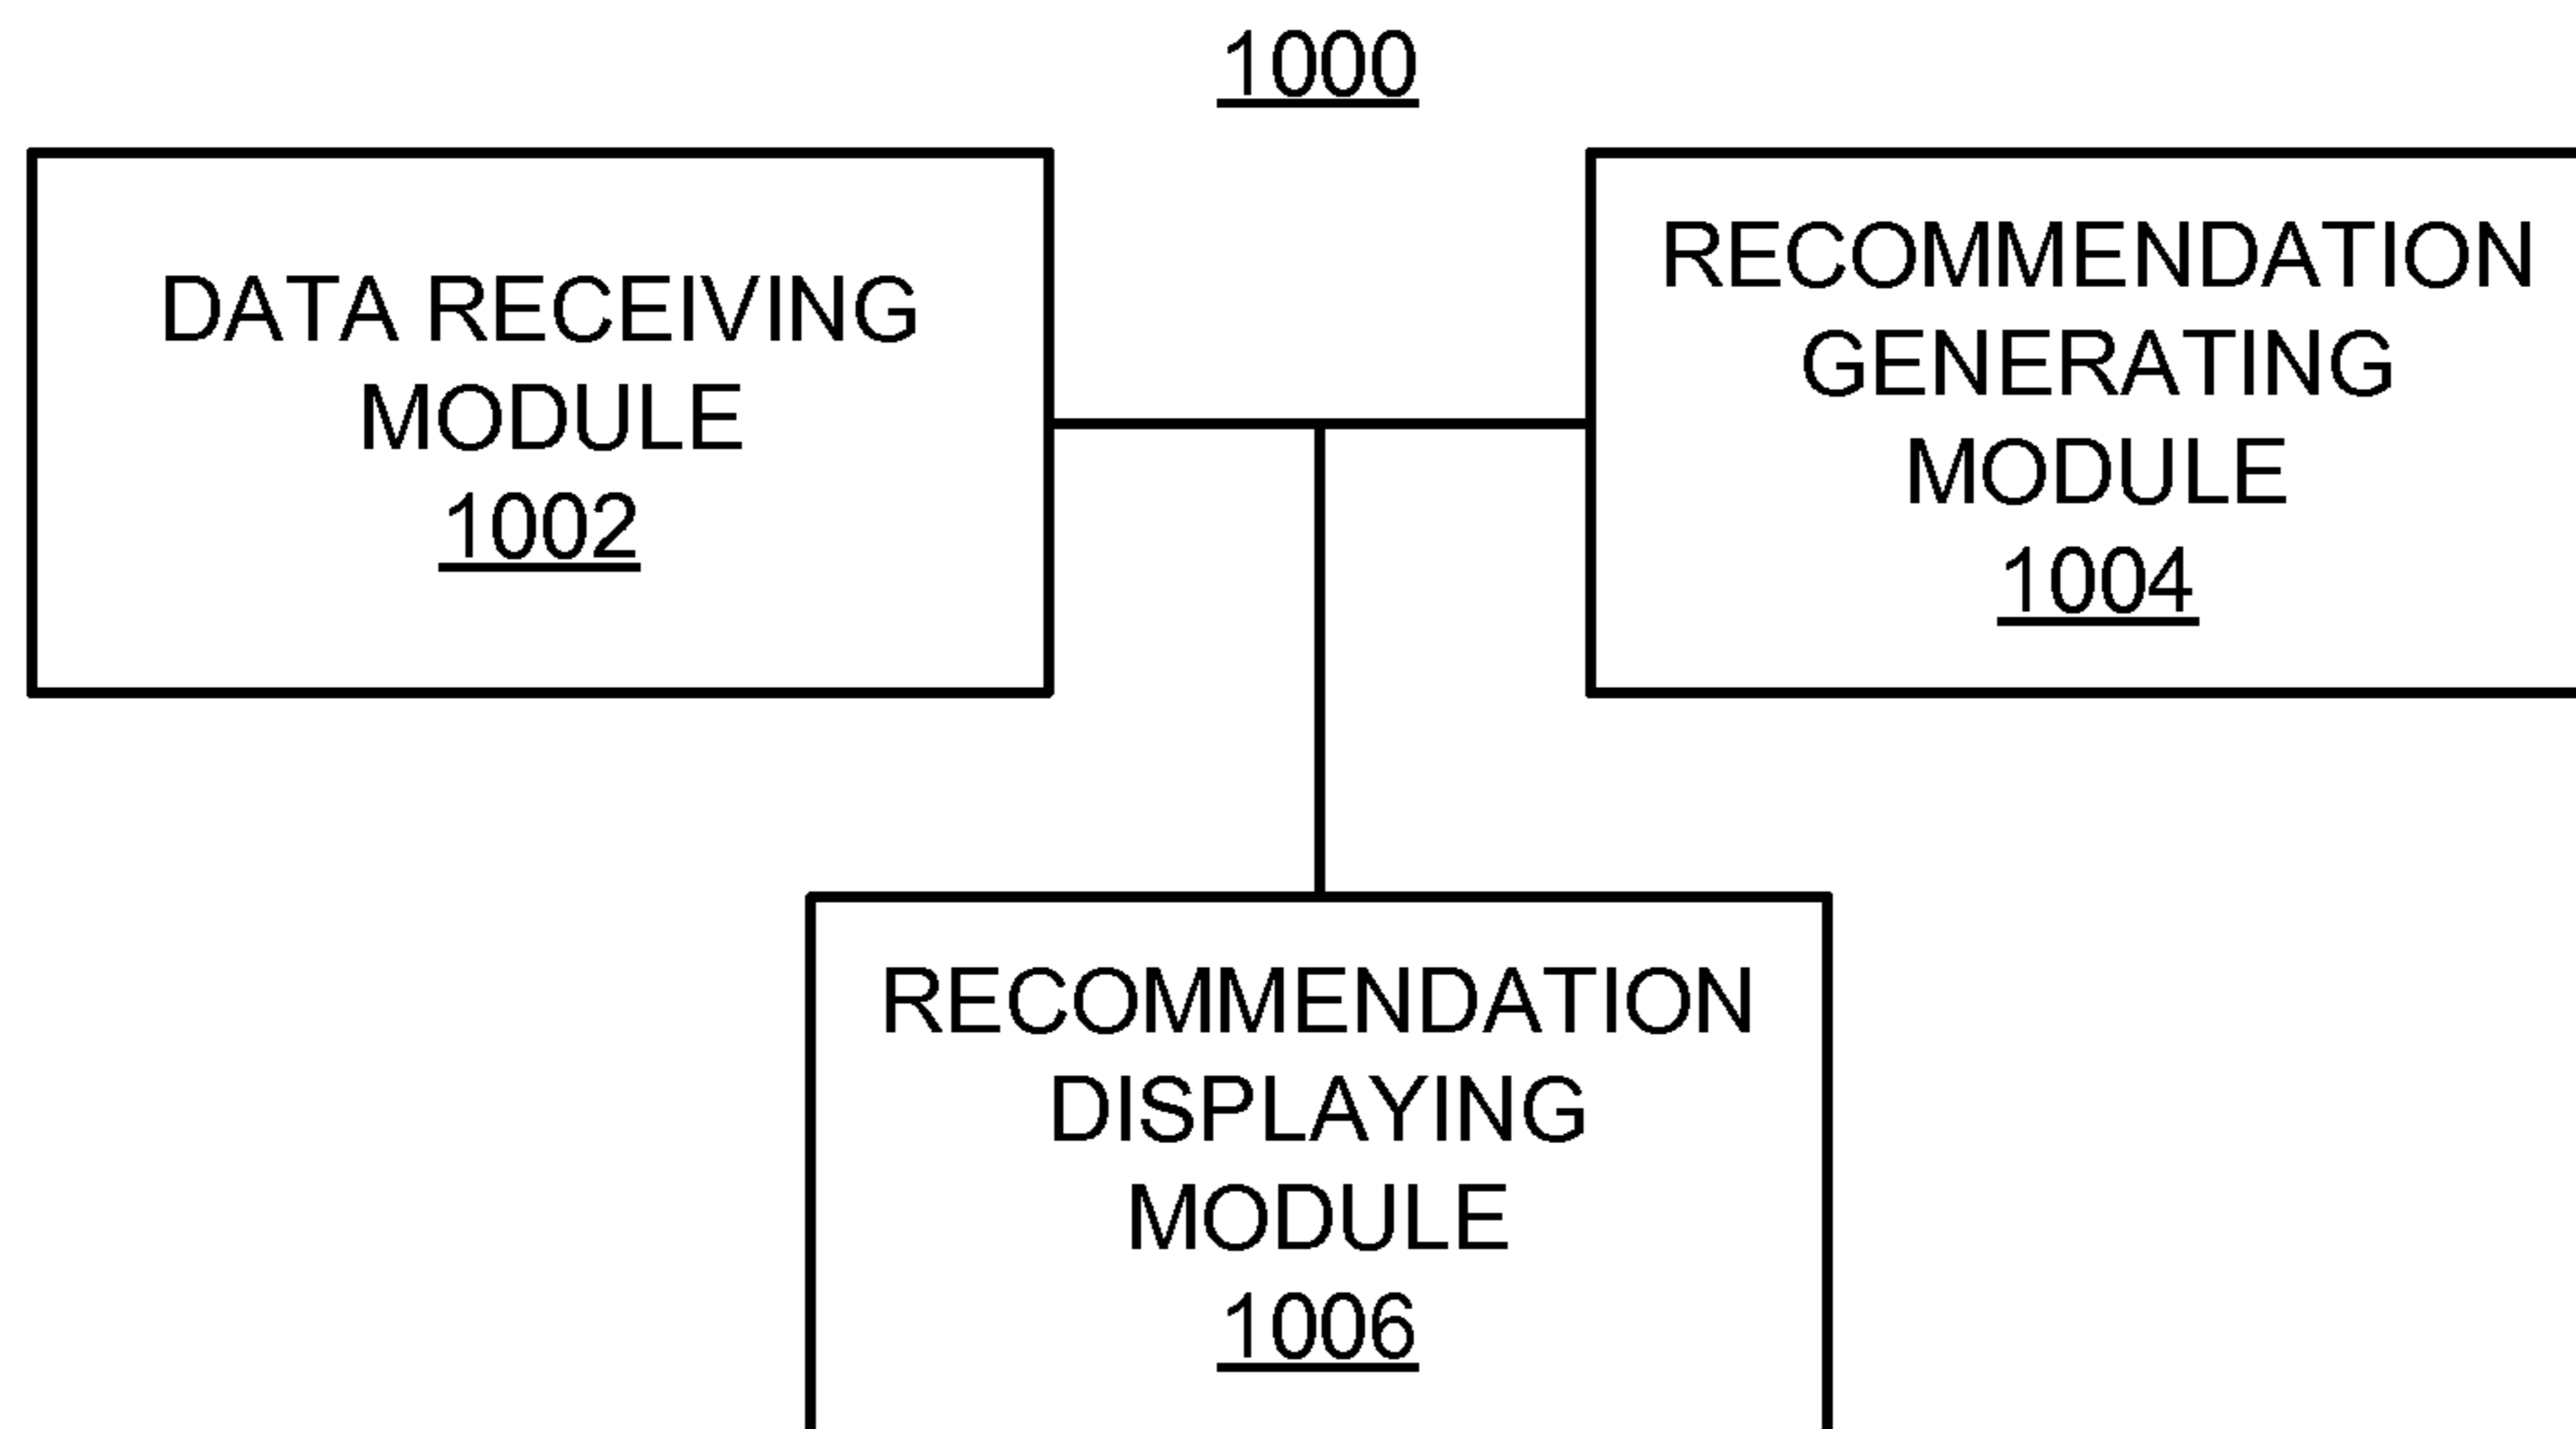 1000
DATA RECEIVING
MODULE
1002
RECOMMENDATION
GENERATING
MODULE
1004
RECOMMENDATION
DISPLAYING
MODULE
1006